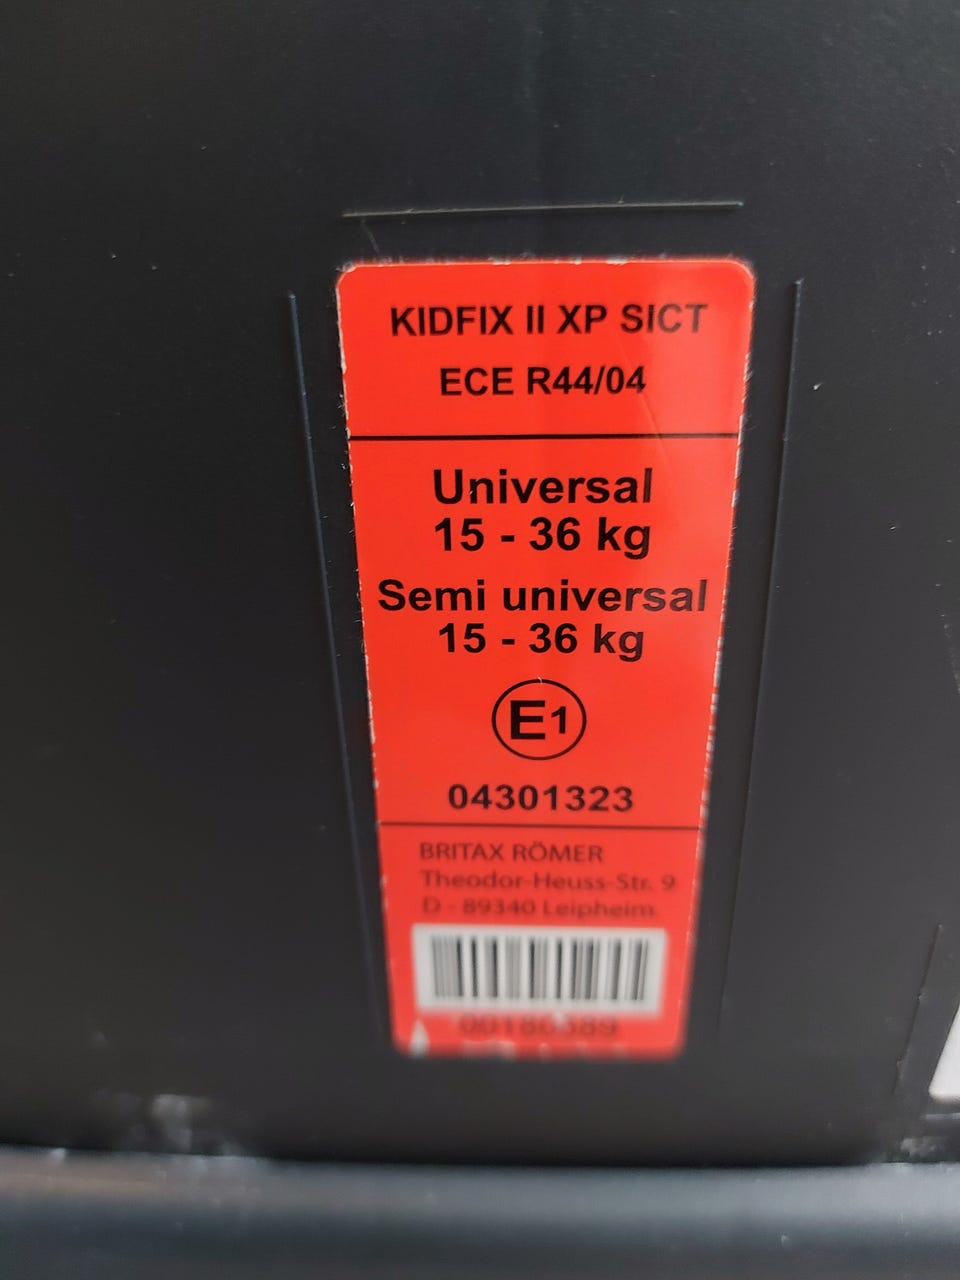 KIDFIX II XP SICT
ECE R44/04
Universal
15 - 36 kg
Semi universal
15 - 36 kg
E1
04301323
BRITAX RÖMER
Theodor-Heuss-Str. 9
D - 89340 Leipheim